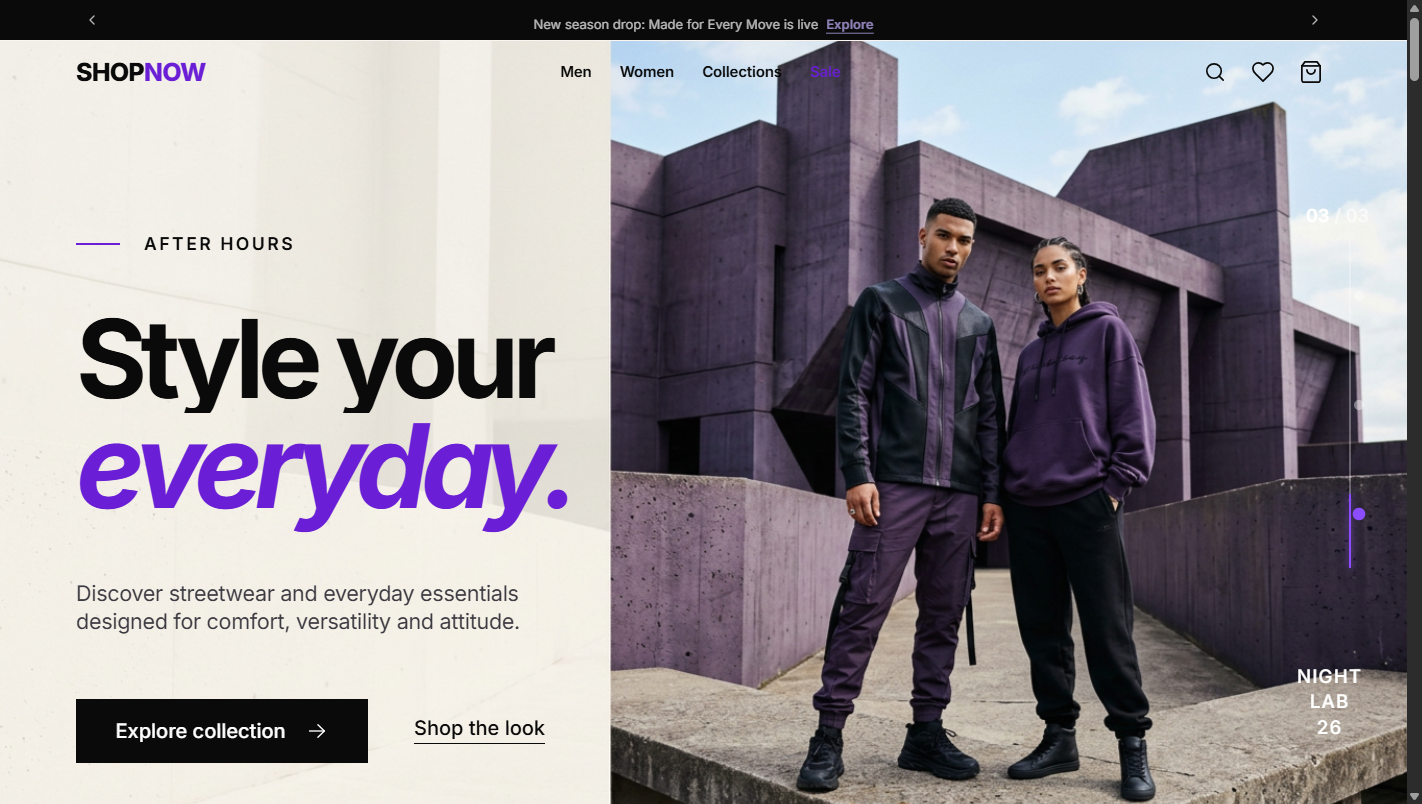 New season drop: Made for Every Move is live Explore
SHOPNOW
Men Women Collections Sale
03 / 03
AFTER HOURS
Style your
everyday.
Discover streetwear and everyday essentials
designed for comfort, versatility and attitude.
Explore collection →
Shop the look
NIGHT
LAB
26